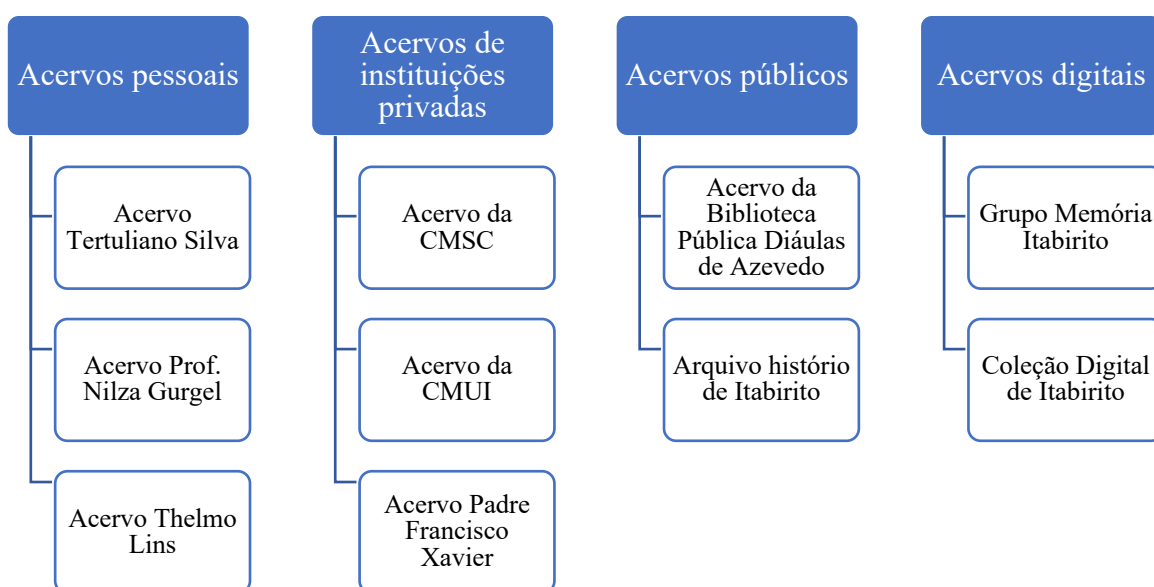 Acervos pessoais
Acervo
Tertuliano Silva
Acervo Prof.
Nilza Gurgel
Acervo Thelmo
Lins
Acervos de
instituições
privadas
Acervo da
CMSC
Acervo da
CMUI
Acervo Padre
Francisco
Xavier
Acervos públicos
Acervo da
Biblioteca
Pública Diáulas
de Azevedo
Arquivo histório
de Itabirito
Acervos digitais
Grupo Memória
Itabirito
Coleção Digital
de Itabirito